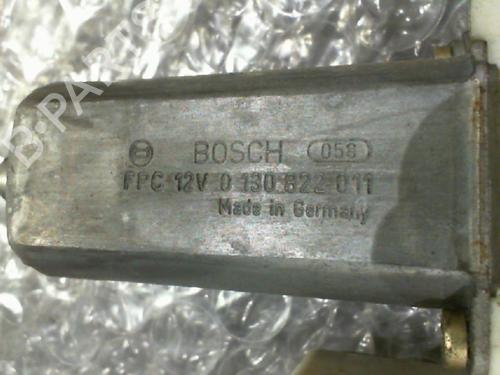 BOSCH 058
FPC 12V 0 130 822 011
Made in Germany
B-PARTS